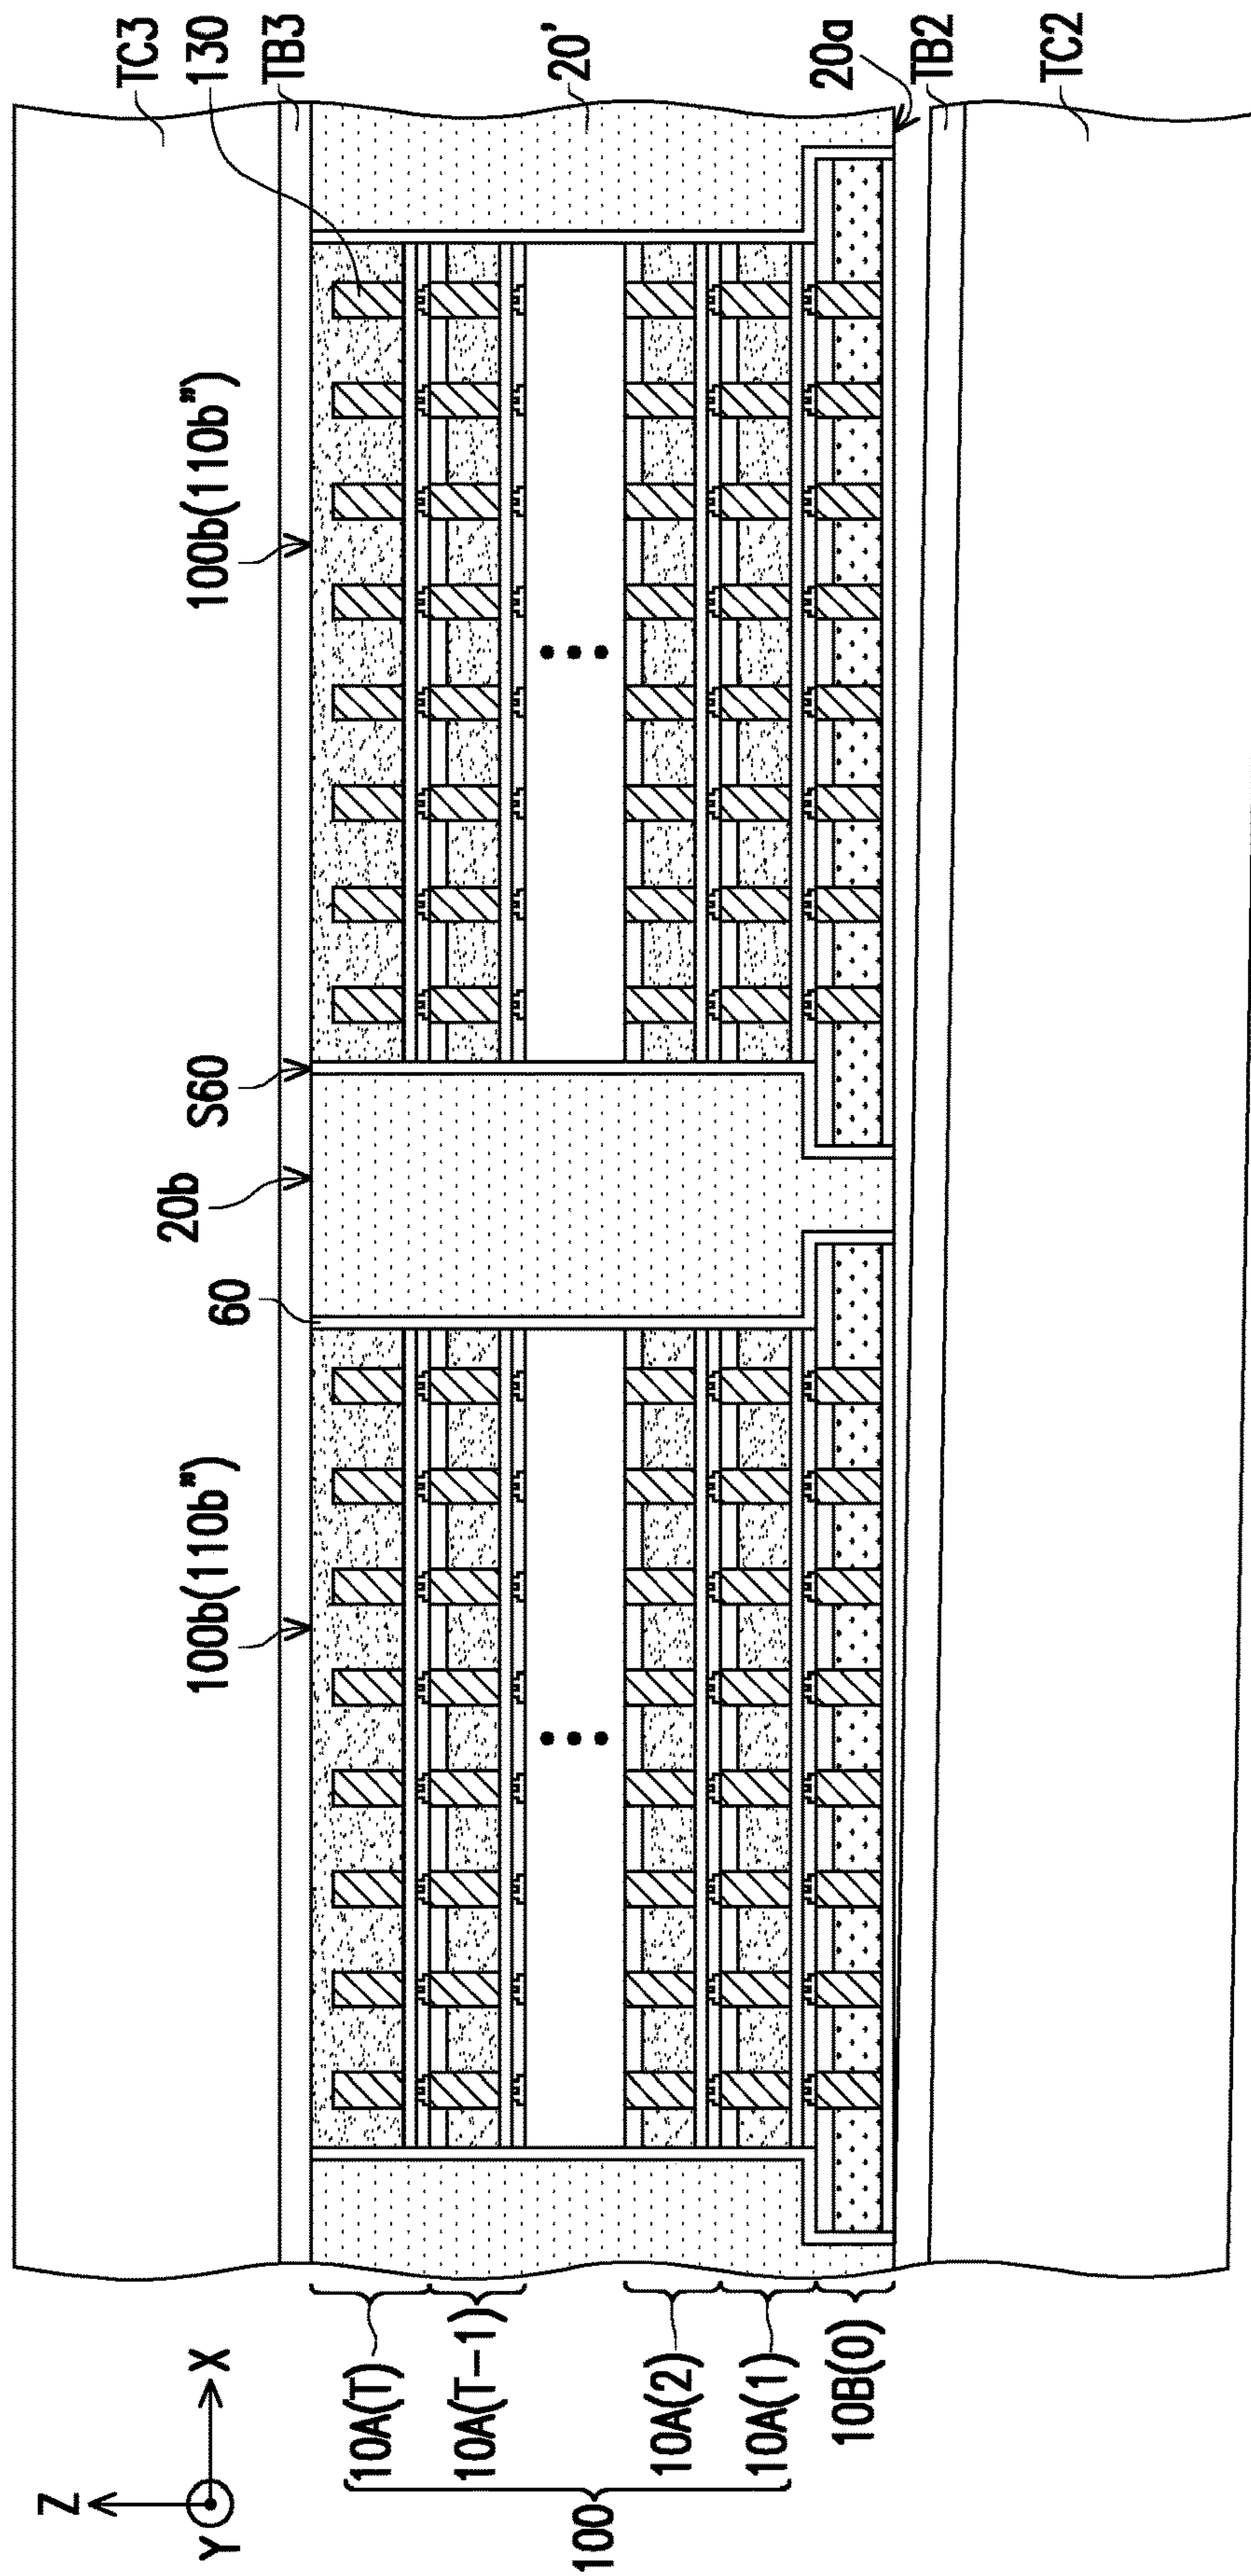 Z
X
Y
100b(110b")
60
20b
S60
100b(110b")
TC3
130
TB3
20'
20a
TB2
TC2
100
10A(T)
10A(T−1)
10A(2)
10A(1)
10B(0)